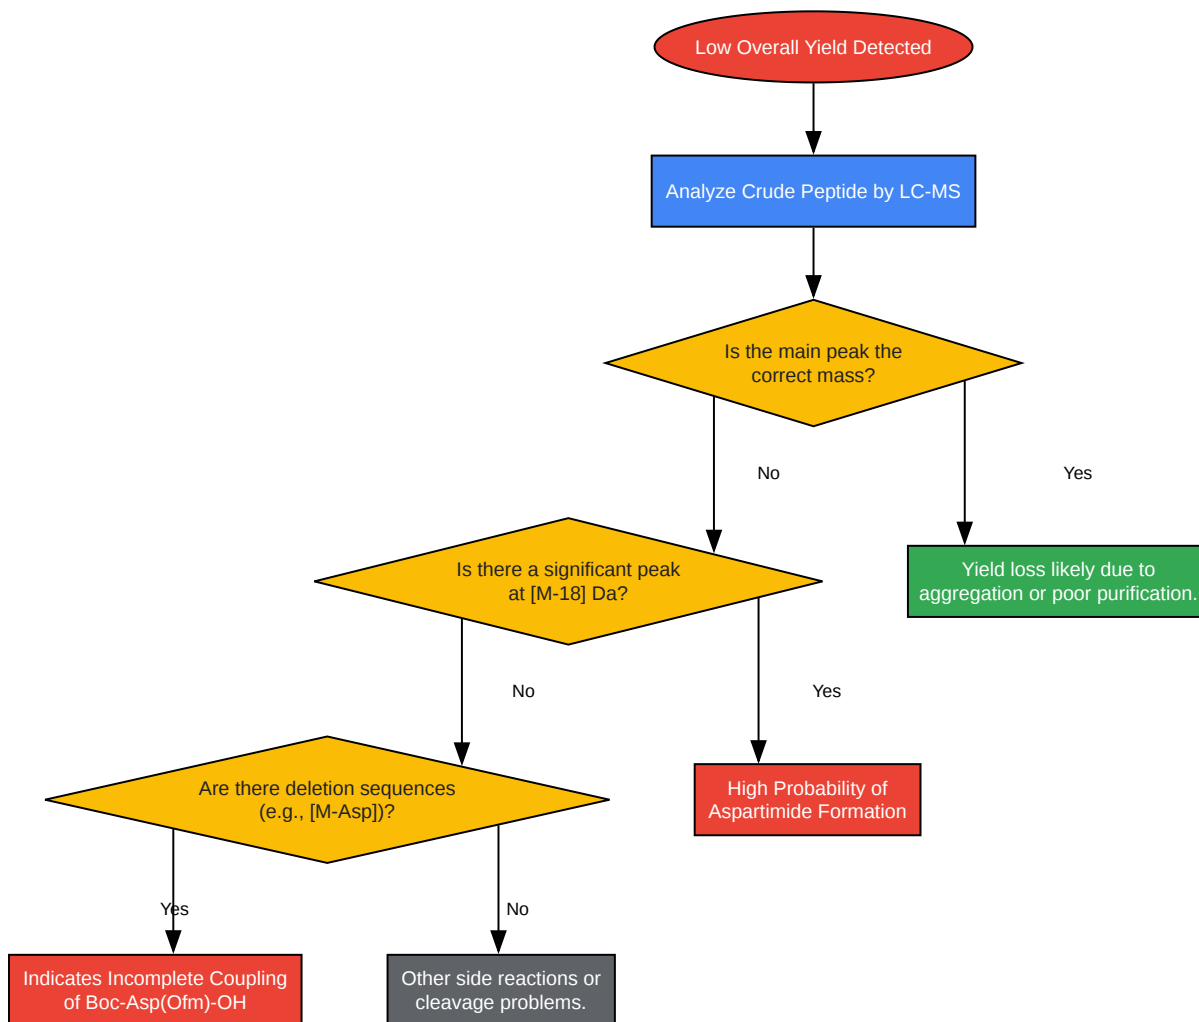 Low Overall Yield Detected
Analyze Crude Peptide by LC-MS
Is the main peak the
correct mass?
No
Yes
Is there a significant peak
at [M-18] Da?
Yield loss likely due to
aggregation or poor purification.
No
Yes
Are there deletion sequences
(e.g., [M-Asp])?
High Probability of
Aspartimide Formation
Yes
No
Indicates Incomplete Coupling
of Boc-Asp(Ofm)-OH
Other side reactions or
cleavage problems.